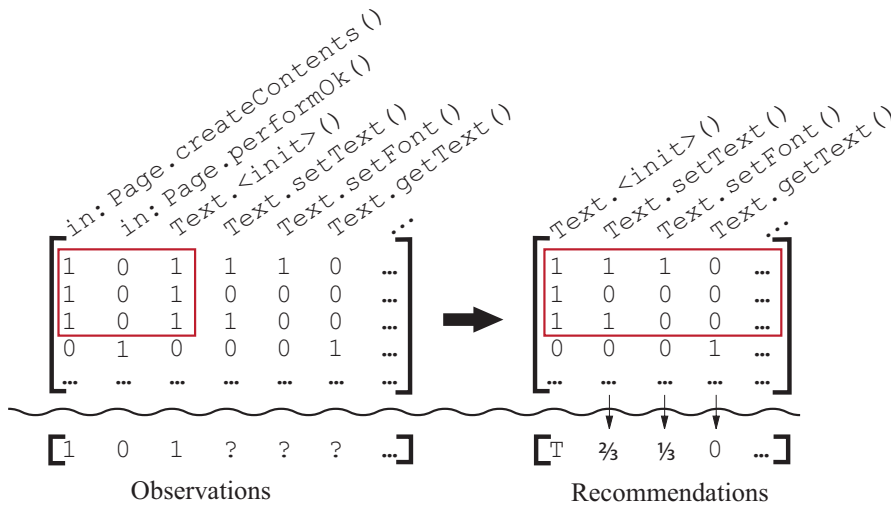 in:Page.createContents()
in:Page.performOk()
Text.<init>()
Text.setText()
Text.setFont()
Text.getText()
...
1 0 1 1 1 0 ...
1 0 1 0 0 0 ...
1 0 1 1 0 0 ...
0 1 0 0 0 1 ...
... ... ... ... ... ... ...
[1 0 1 ? ? ? ...]
Observations
Text.<init>()
Text.setText()
Text.setFont()
Text.getText()
...
1 1 1 0 ...
1 0 0 0 ...
1 1 0 0 ...
0 0 0 1 ...
... ... ... ... ...
[T ⅔ ⅓ 0 ...]
Recommendations